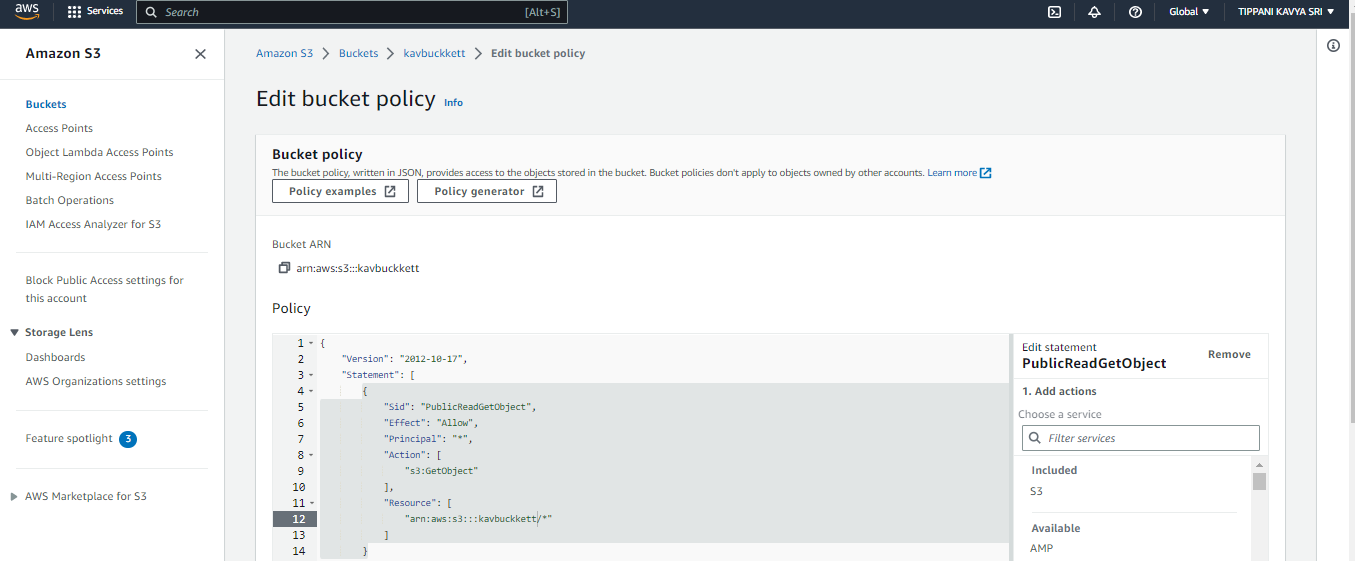 aws
Services
Search [Alt+S]
Global
TIPPANI KAVYA SRI
Amazon S3
Buckets
Access Points
Object Lambda Access Points
Multi-Region Access Points
Batch Operations
IAM Access Analyzer for S3
Block Public Access settings for
this account
Storage Lens
Dashboards
AWS Organizations settings
Feature spotlight 3
AWS Marketplace for S3
Amazon S3 > Buckets > kavbuckkett > Edit bucket policy
Edit bucket policy Info
Bucket policy
The bucket policy, written in JSON, provides access to the objects stored in the bucket. Bucket policies don't apply to objects owned by other accounts. Learn more
Policy examples Policy generator
Bucket ARN
arn:aws:s3:::kavbuckkett
Policy
1 {
2 "Version": "2012-10-17",
3 "Statement": [
4 {
5 "Sid": "PublicReadGetObject",
6 "Effect": "Allow",
7 "Principal": "*",
8 "Action": [
9 "s3:GetObject"
10 ],
11 "Resource": [
12 "arn:aws:s3:::kavbuckkett/*"
13 ]
14 }
Edit statement
PublicReadGetObject
Remove
1. Add actions
Choose a service
Filter services
Included
S3
Available
AMP